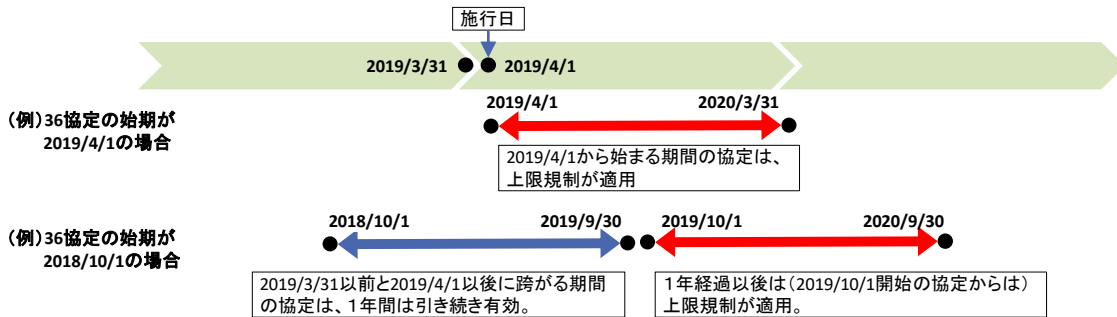 施行日
2019/3/31
2019/4/1
(例)36協定の始期が
2019/4/1の場合
2019/4/1
2020/3/31
2019/4/1から始まる期間の協定は、
上限規制が適用
(例)36協定の始期が
2018/10/1の場合
2018/10/1
2019/9/30
2019/10/1
2020/9/30
2019/3/31以前と2019/4/1以後に跨がる期間
の協定は、1年間は引き続き有効。
1年経過以後は(2019/10/1開始の協定からは)
上限規制が適用。